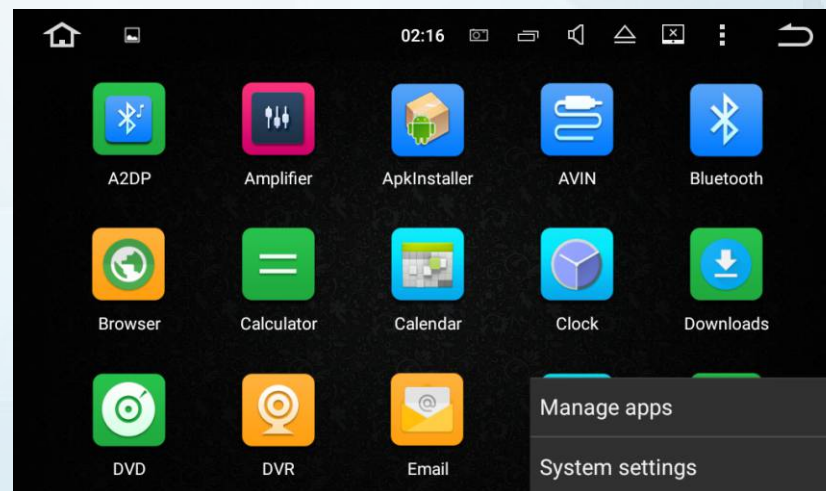 02:16
A2DP
Amplifier
ApkInstaller
AVIN
Bluetooth
Browser
Calculator
Calendar
Clock
Downloads
DVD
DVR
Email
Manage apps
System settings